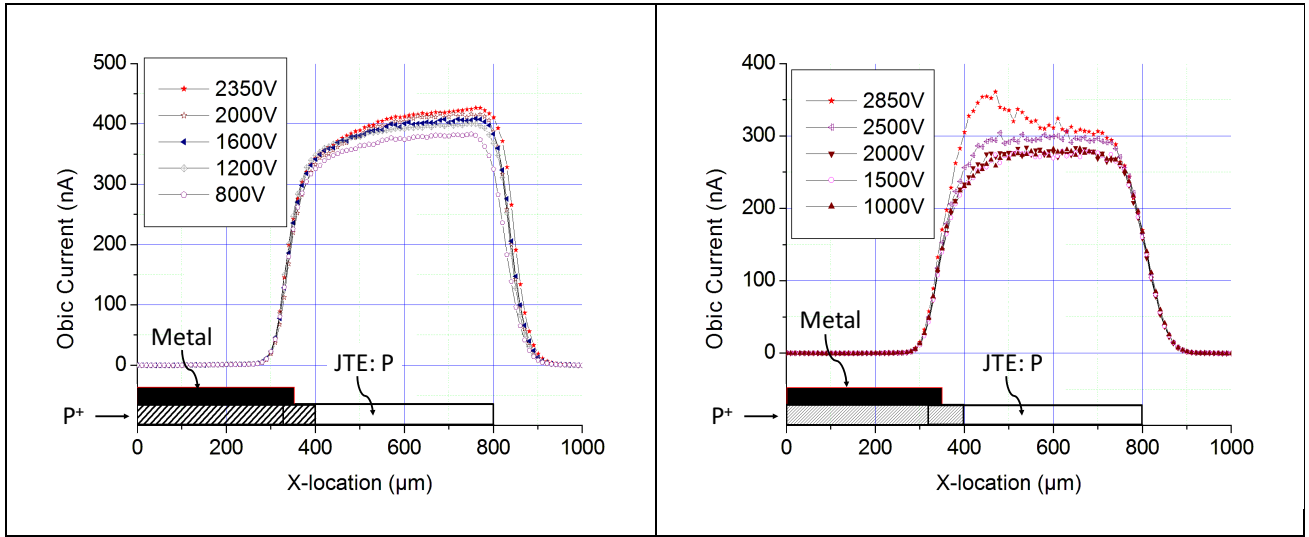 500
400
300
200
100
0
Obic Current (nA)
2350V
2000V
1600V
1200V
800V
Metal
JTE: P
P+
0 200 400 600 800 1000
X-location (µm)
400
300
200
100
0
Obic Current (nA)
2850V
2500V
2000V
1500V
1000V
Metal
JTE: P
P+
0 200 400 600 800 1000
X-location (µm)